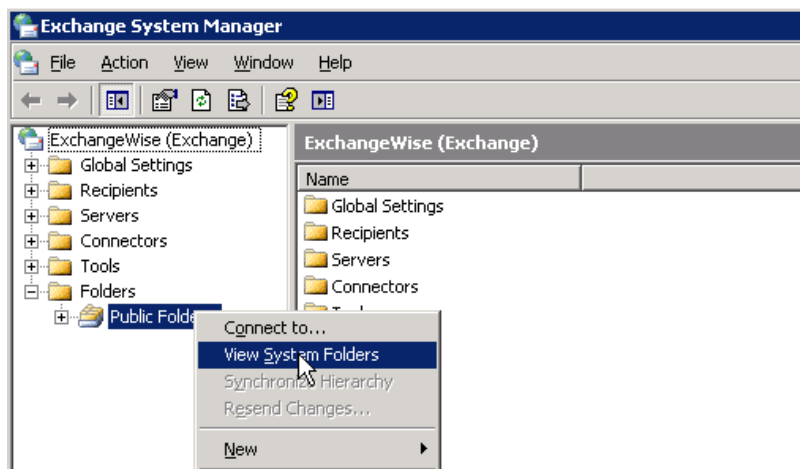 Exchange System Manager
File Action View Window Help
ExchangeWise (Exchange)
Global Settings
Recipients
Servers
Connectors
Tools
Folders
Public Folde
ExchangeWise (Exchange)
Name
Global Settings
Recipients
Servers
Connectors
Connect to...
View System Folders
Synchronize Hierarchy
Resend Changes...
New